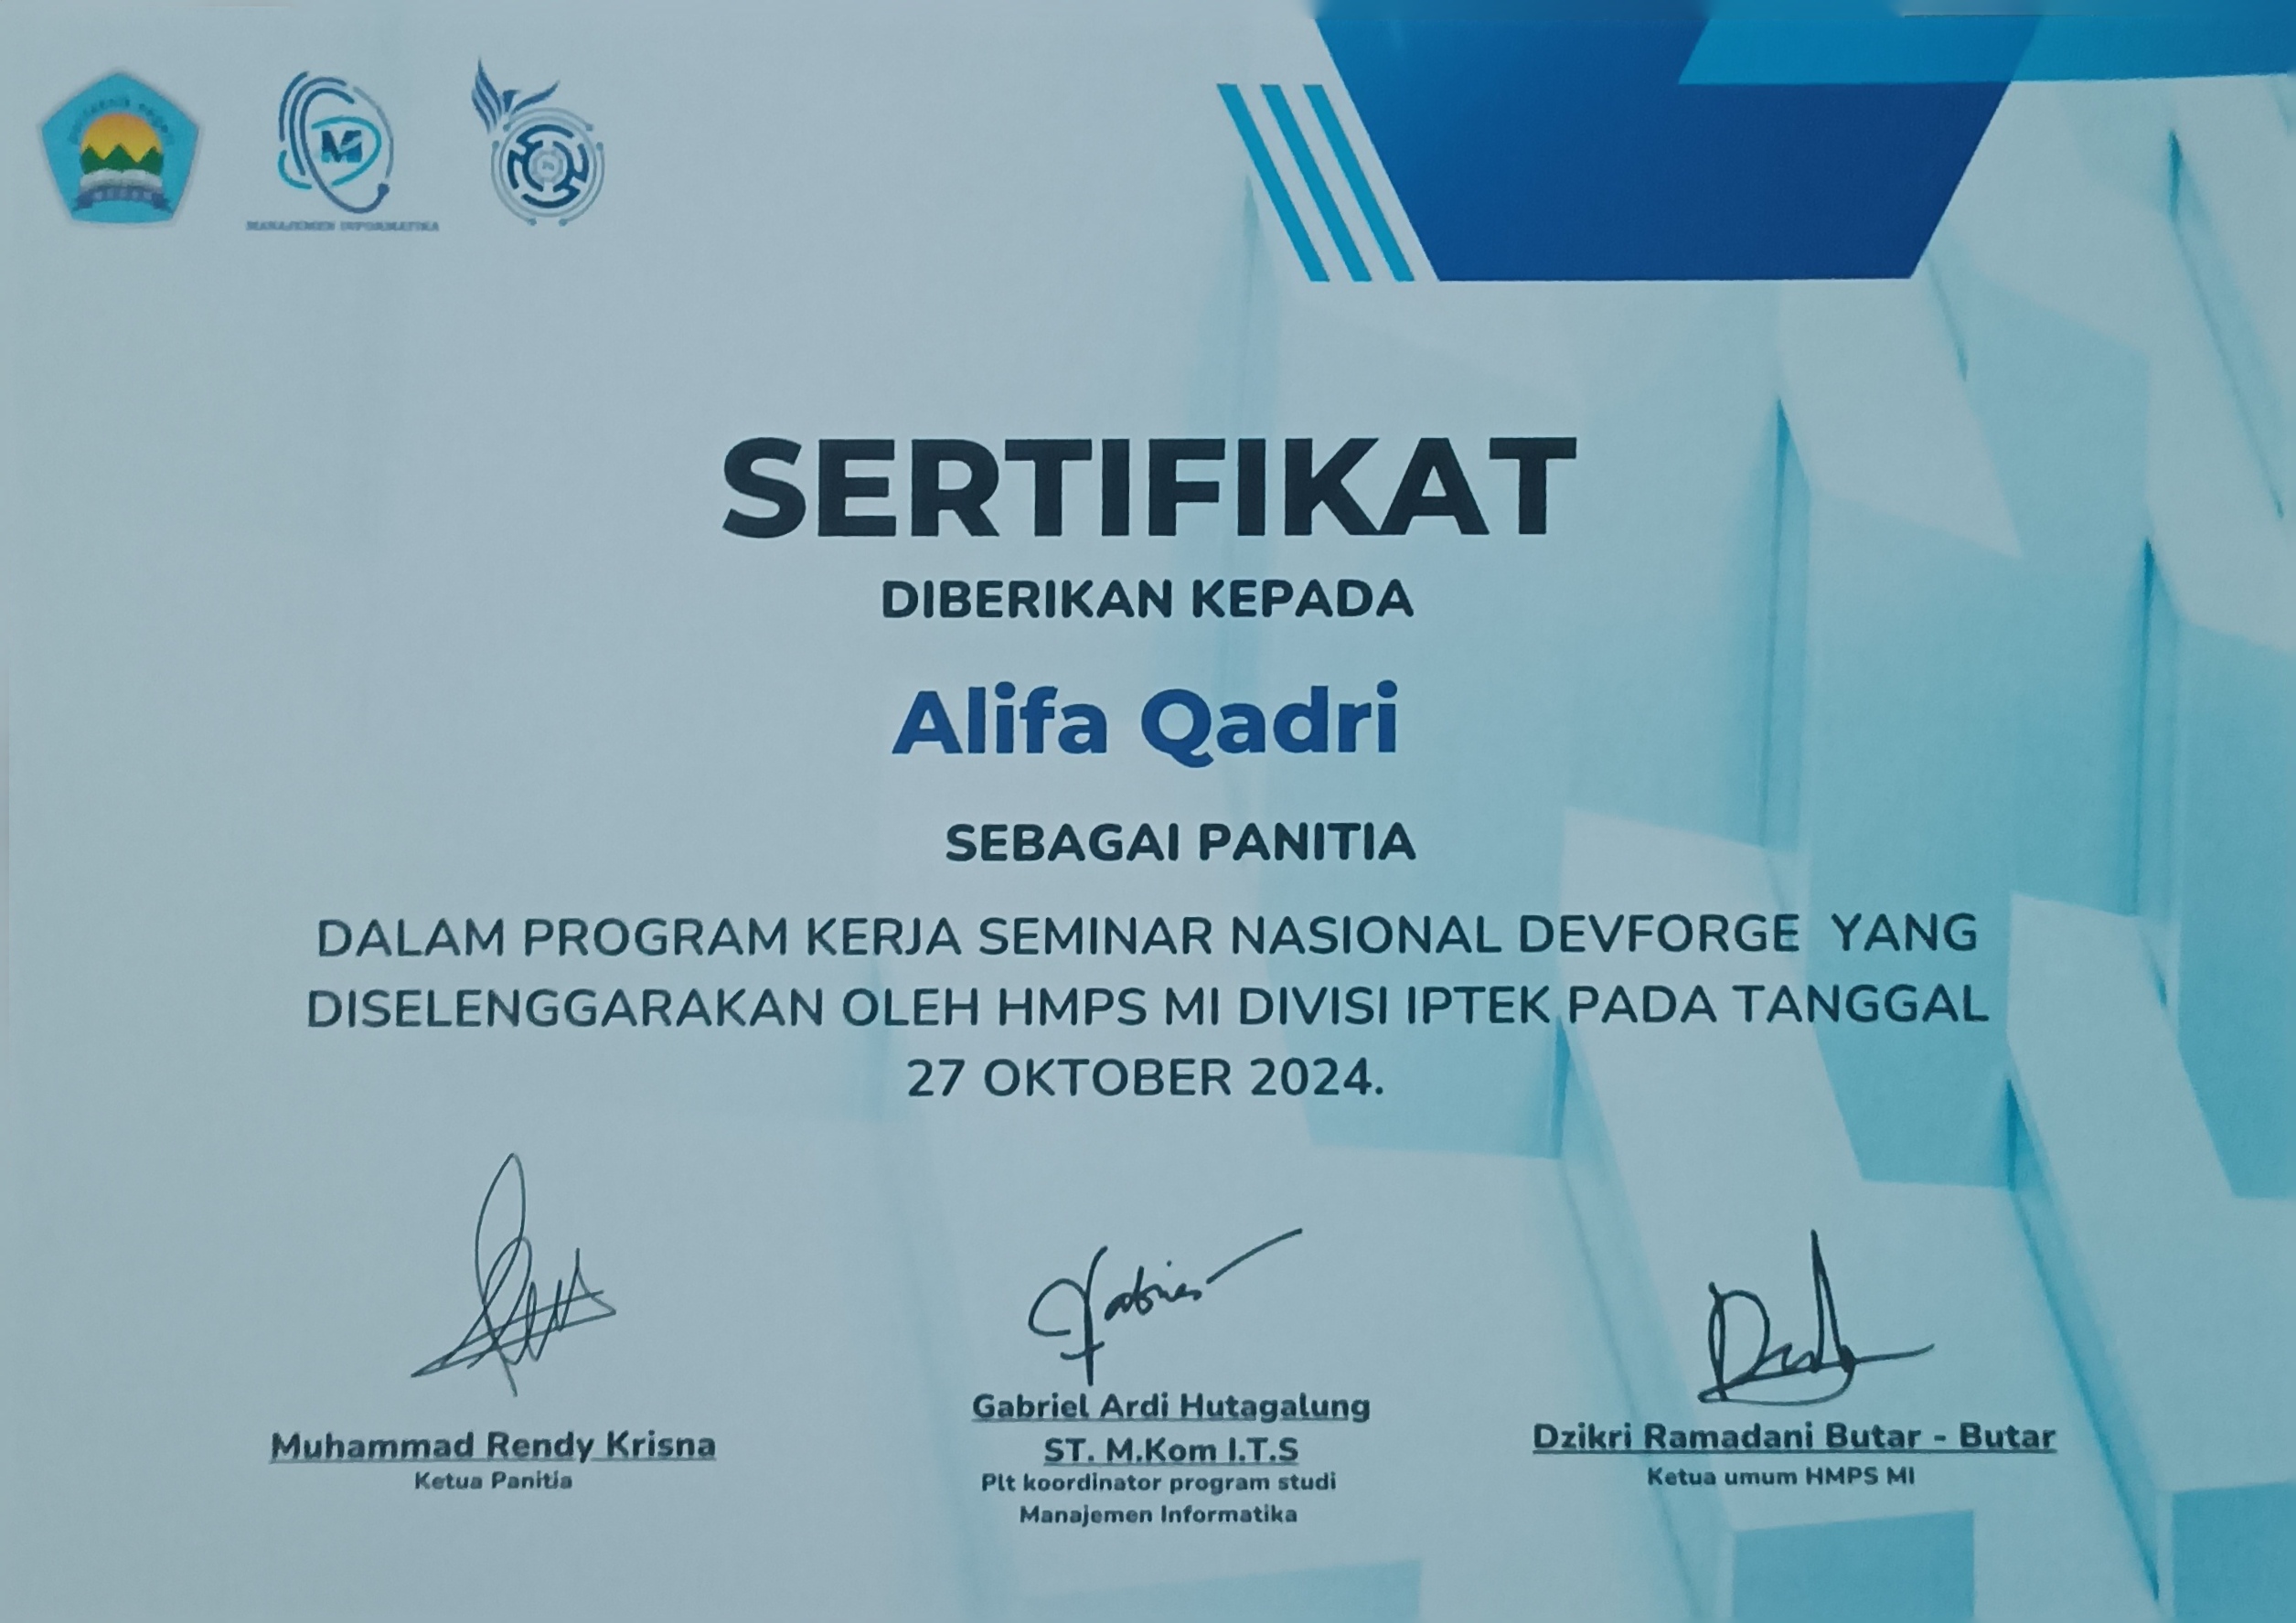 MANAJEMEN INFORMATIKA
SERTIFIKAT
DIBERIKAN KEPADA
Alifa Qadri
SEBAGAI PANITIA
DALAM PROGRAM KERJA SEMINAR NASIONAL DEVFORGE YANG
DISELENGGARAKAN OLEH HMPS MI DIVISI IPTEK PADA TANGGAL
27 OKTOBER 2024.
Muhammad Rendy Krisna
Ketua Panitia
Gabriel Ardi Hutagalung
ST. M.Kom I.T.S
Plt koordinator program studi
Manajemen Informatika
Dzikri Ramadani Butar - Butar
Ketua umum HMPS MI